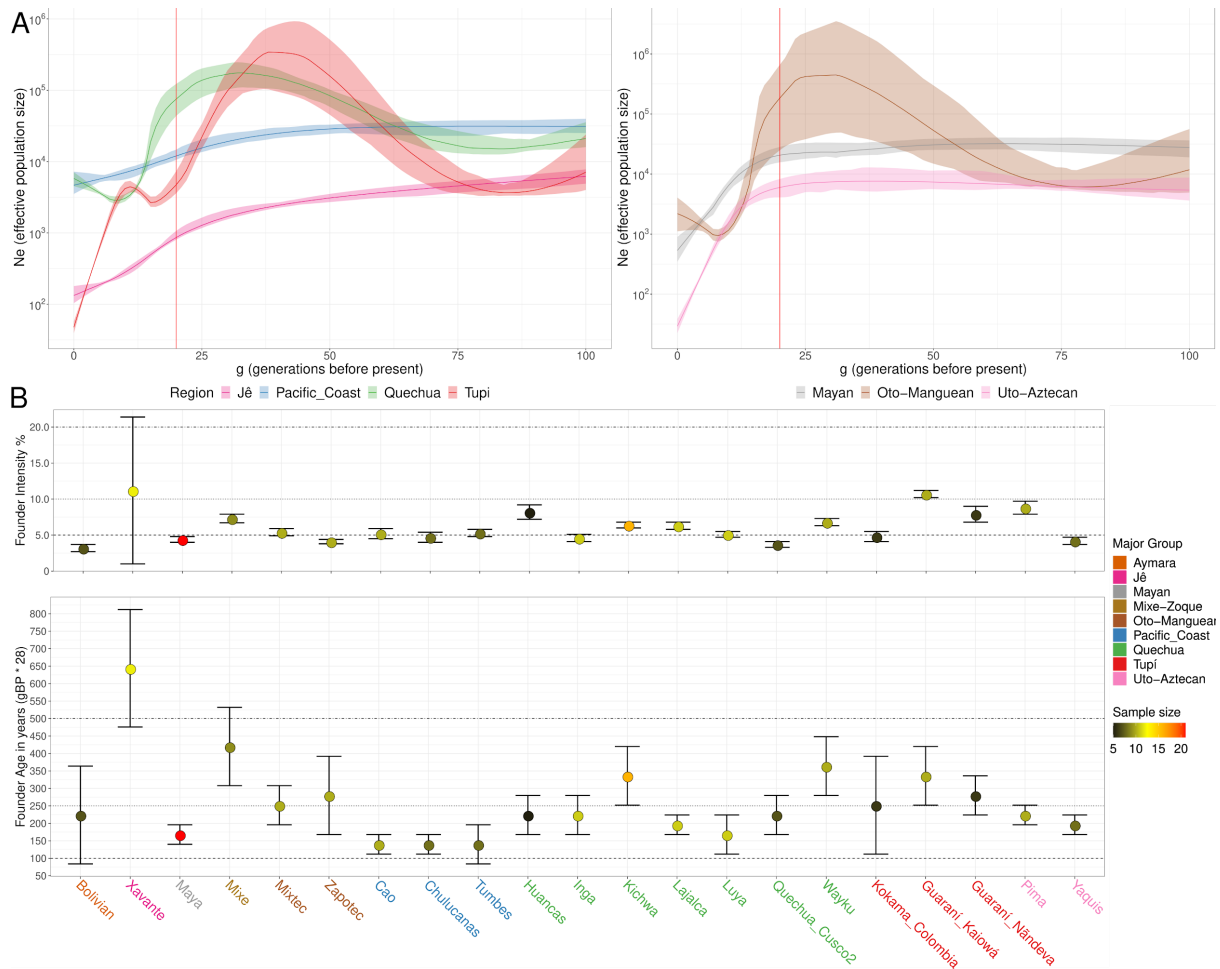 A
Ne (effective population size)
10^6
10^5
10^4
10^3
10^2
0 25 50 75 100
g (generations before present)
Region Jê Pacific_Coast Quechua Tupi
Ne (effective population size)
10^6
10^5
10^4
10^3
10^2
0 25 50 75 100
g (generations before present)
Mayan Oto-Manguean Uto-Aztecan
B
Founder Intensity %
20.0
15.0
10.0
5.0
0
Founder Age in years (gBP * 28)
800
750
700
650
600
550
500
450
400
350
300
250
200
150
100
50
Bolivian
Xavante
Maya
Mixe
Mixtec
Zapotec
Cao
Chulucanas
Tumbes
Huancas
Inga
Kichwa
Lajalca
Luya
Quechua_Cusco2
Wayku
Kokama_Colombia
Guaraní_Kaiowá
Guaraní_Nãndeva
Pima
Yaquis
Major Group
Aymara
Jê
Mayan
Mixe-Zoque
Oto-Manguean
Pacific_Coast
Quechua
Tupí
Uto-Aztecan
Sample size
5 10 15 20